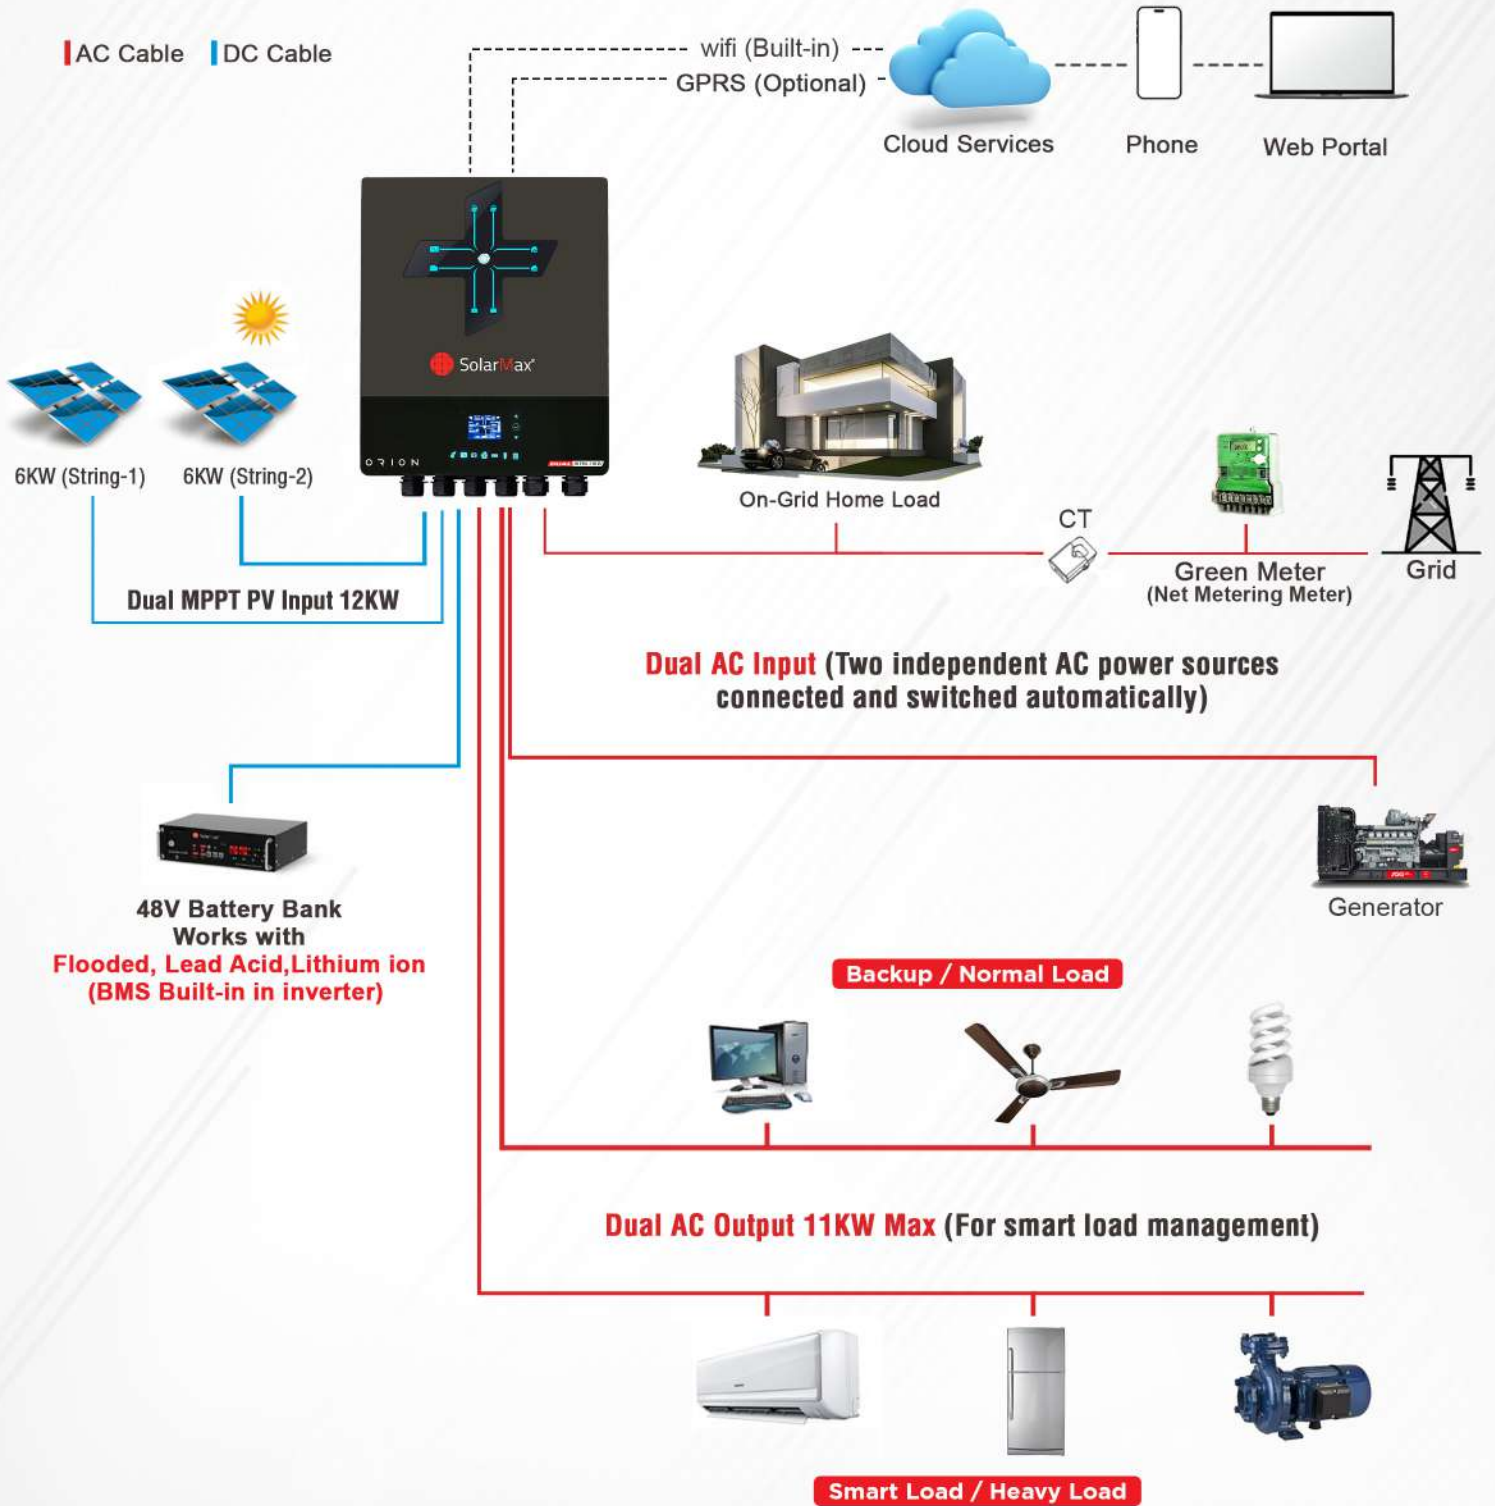 AC Cable
DC Cable
wifi (Built-in)
GPRS (Optional)
Cloud Services
Phone
Web Portal
SolarMax
ORION
6KW (String-1)
6KW (String-2)
Dual MPPT PV Input 12KW
On-Grid Home Load
CT
Green Meter
(Net Metering Meter)
Grid
Dual AC Input (Two independent AC power sources
connected and switched automatically)
Generator
48V Battery Bank
Works with
Flooded, Lead Acid,Lithium ion
(BMS Built-in in inverter)
Backup / Normal Load
Dual AC Output 11KW Max (For smart load management)
Smart Load / Heavy Load